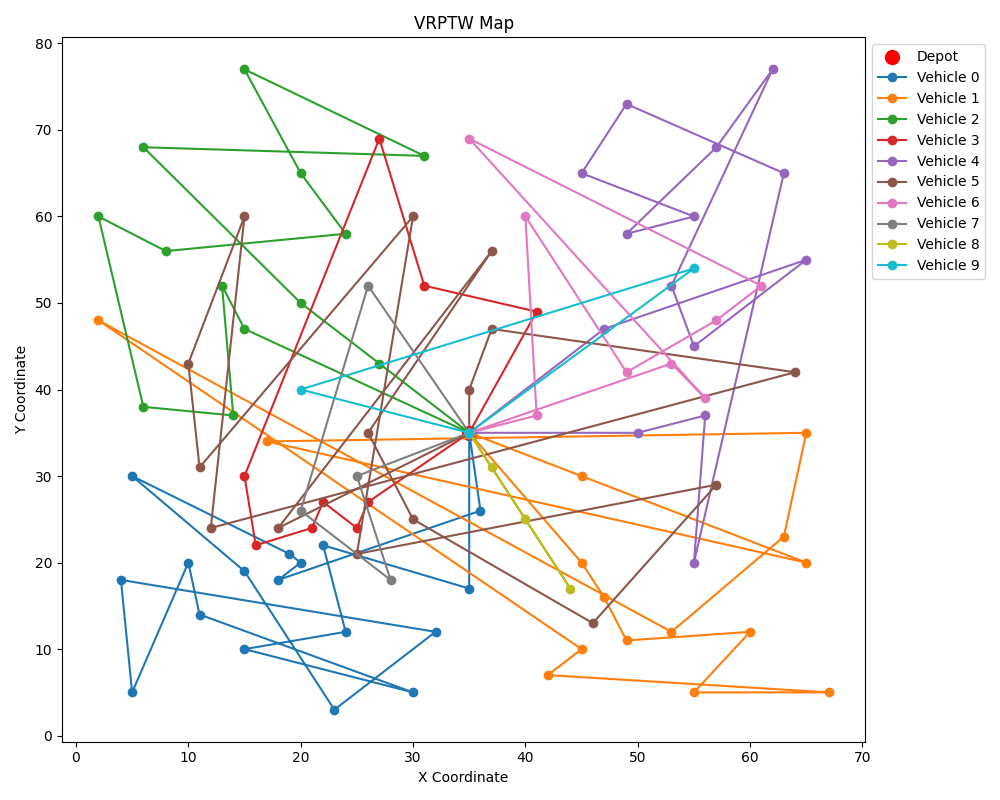 VRPTW Map
80
70
60
50
40
30
20
10
0
Y Coordinate
0 10 20 30 40 50 60 70
X Coordinate
Depot
Vehicle 0
Vehicle 1
Vehicle 2
Vehicle 3
Vehicle 4
Vehicle 5
Vehicle 6
Vehicle 7
Vehicle 8
Vehicle 9